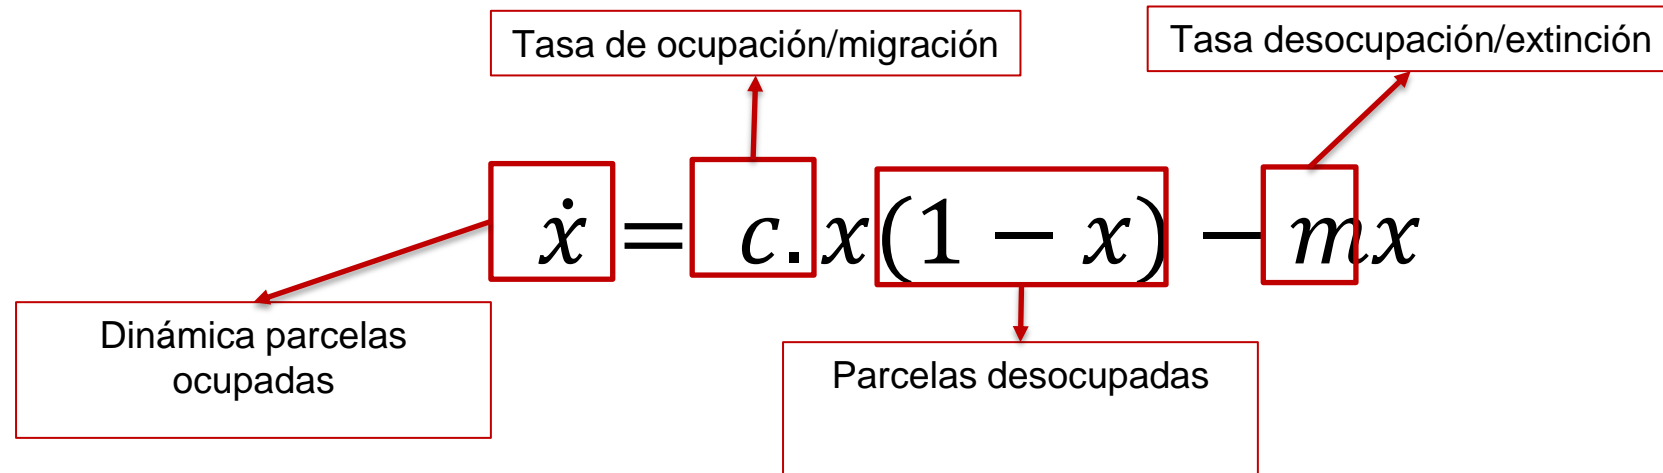 Tasa de ocupación/migración
Tasa desocupación/extinción
ẋ = c. x(1 − x) − mx
Dinámica parcelas
ocupadas
Parcelas desocupadas